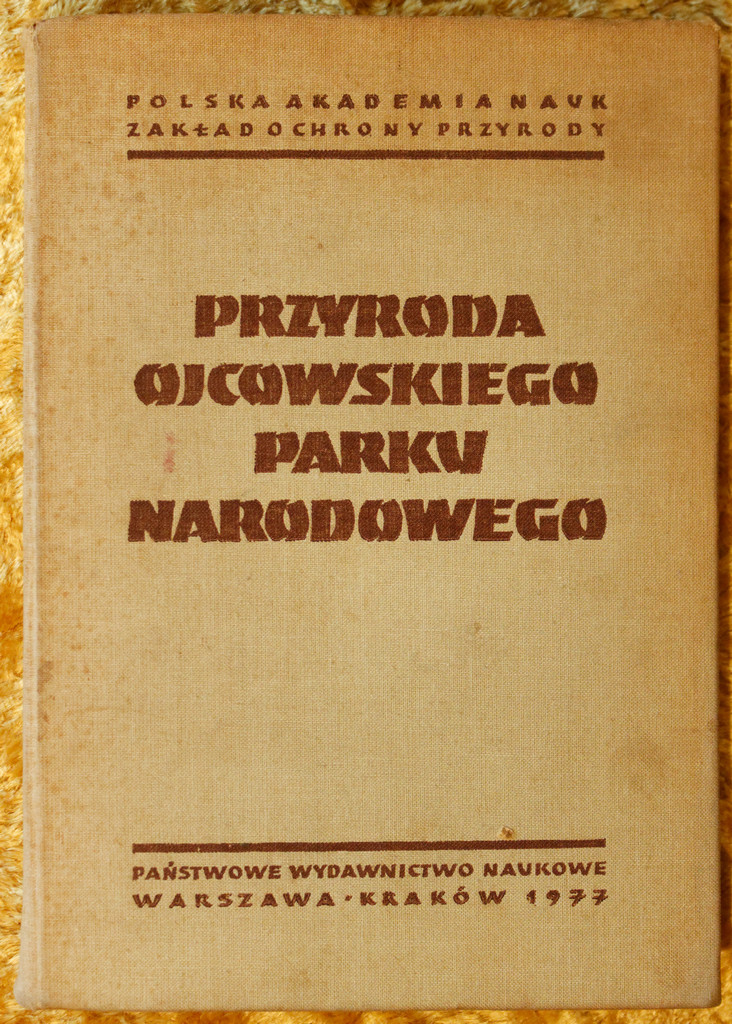 POLSKA AKADEMIA NAUK
ZAKŁAD OCHRONY PRZYRODY
PRZYRODA
OJCOWSKIEGO
PARKU
NARODOWEGO
PAŃSTWOWE WYDAWNICTWO NAUKOWE
WARSZAWA · KRAKÓW 1977